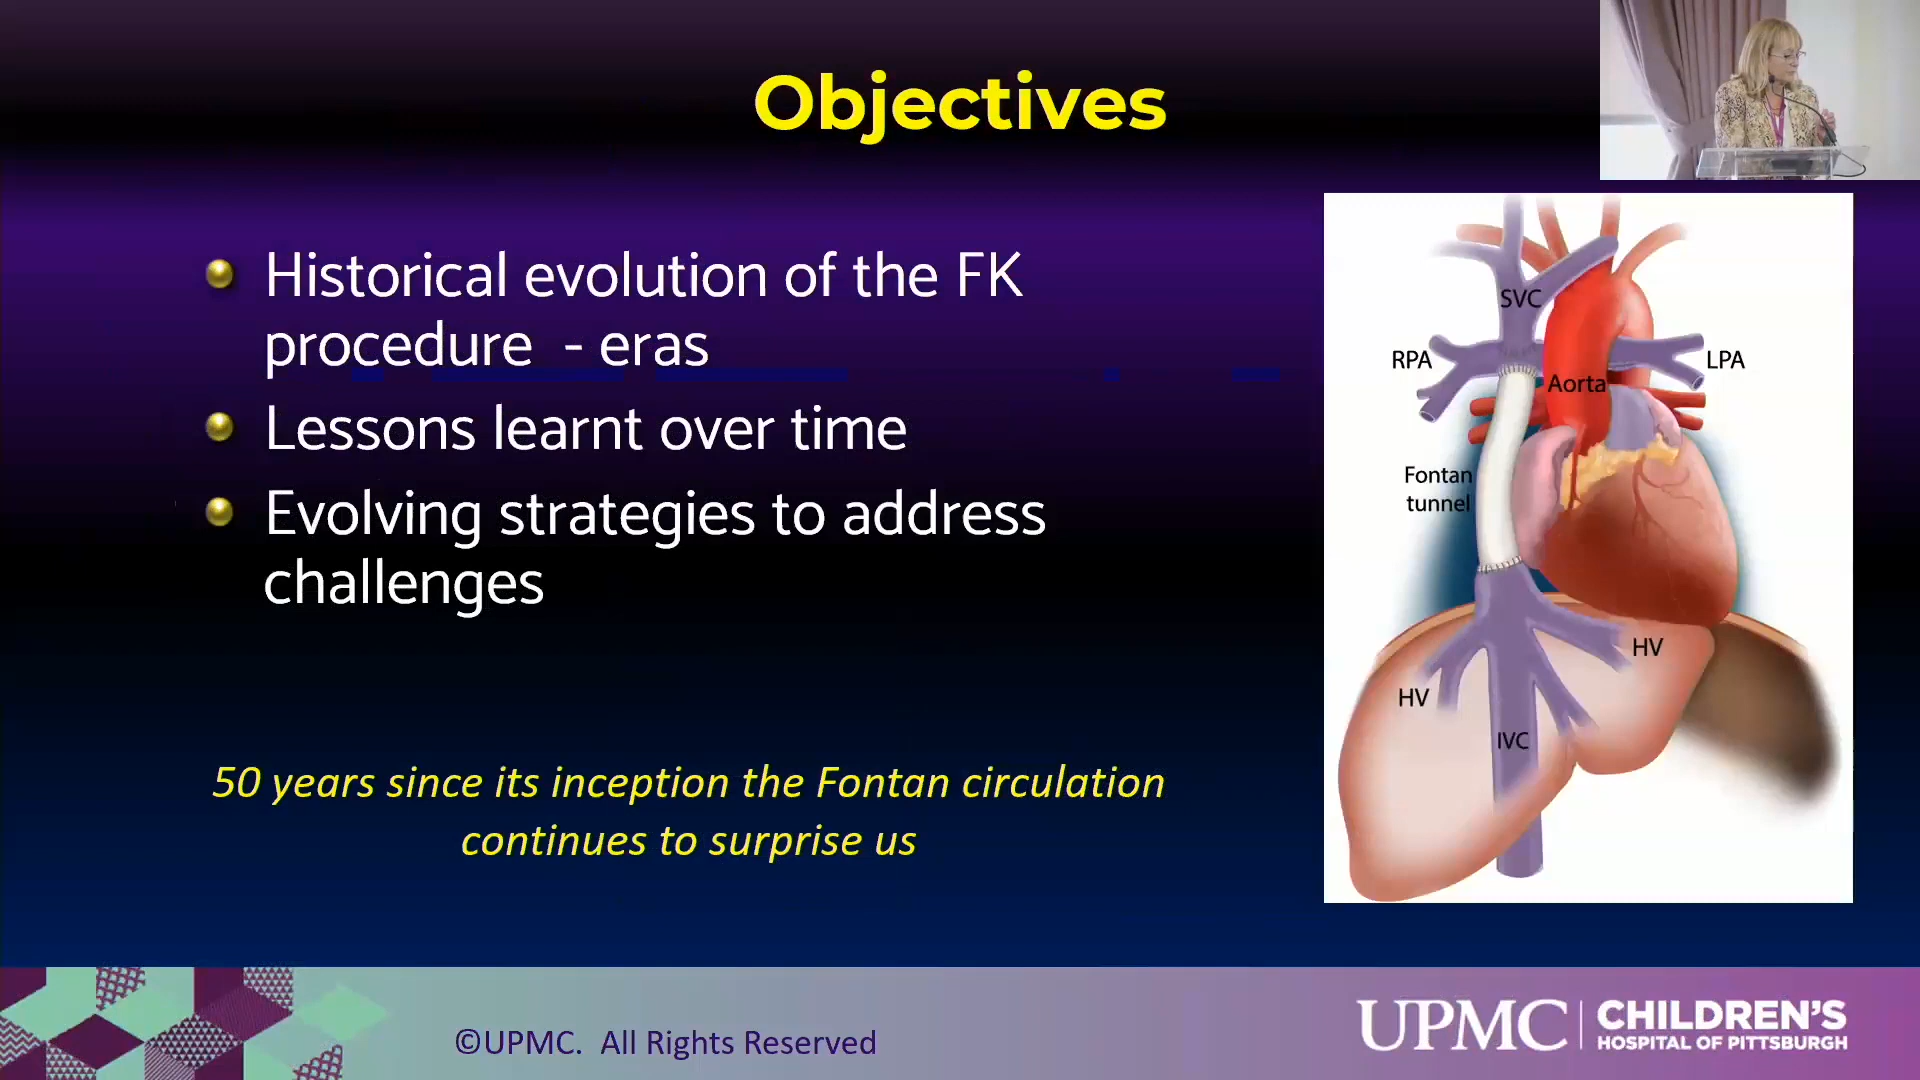 Objectives
Historical evolution of the FK
procedure - eras
Lessons learnt over time
Evolving strategies to address
challenges
50 years since its inception the Fontan circulation
continues to surprise us
SVC
RPA
LPA
Aorta
Fontan
tunnel
HV
HV
IVC
©UPMC. All Rights Reserved
UPMC | CHILDREN'S
HOSPITAL OF PITTSBURGH